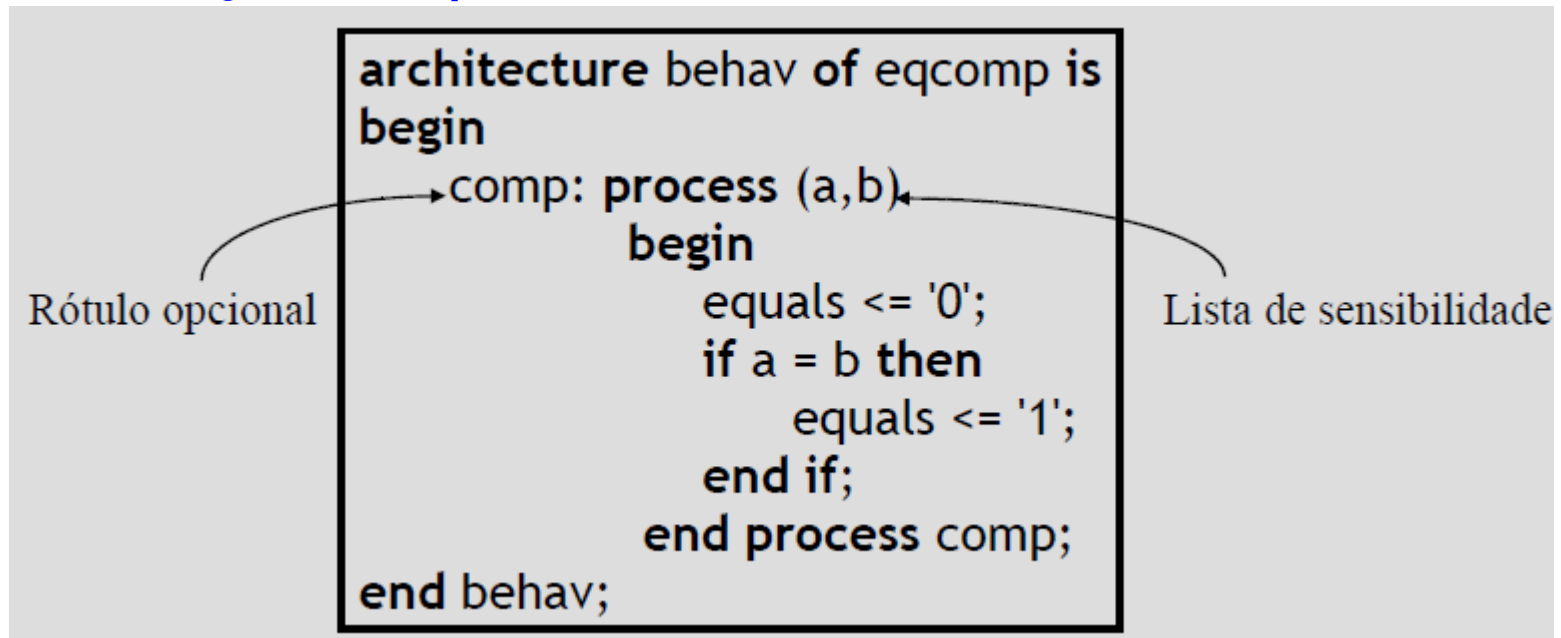 architecture behav of eqcomp is
begin
comp: process (a,b)
begin
Rótulo opcional
equals <= '0';
Lista de sensibilidade
if a = b then
equals <= '1';
end if;
end process comp;
end behav;